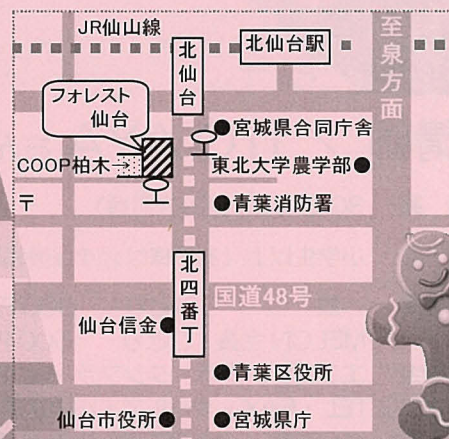 JR仙山線
北仙台
北仙台駅
至泉方面
フォレスト
仙台
●宮城県合同庁舎
COOP柏木→
東北大学農学部●
〒
●青葉消防署
北四番丁
国道48号
仙台信金●
●青葉区役所
仙台市役所●
●宮城県庁